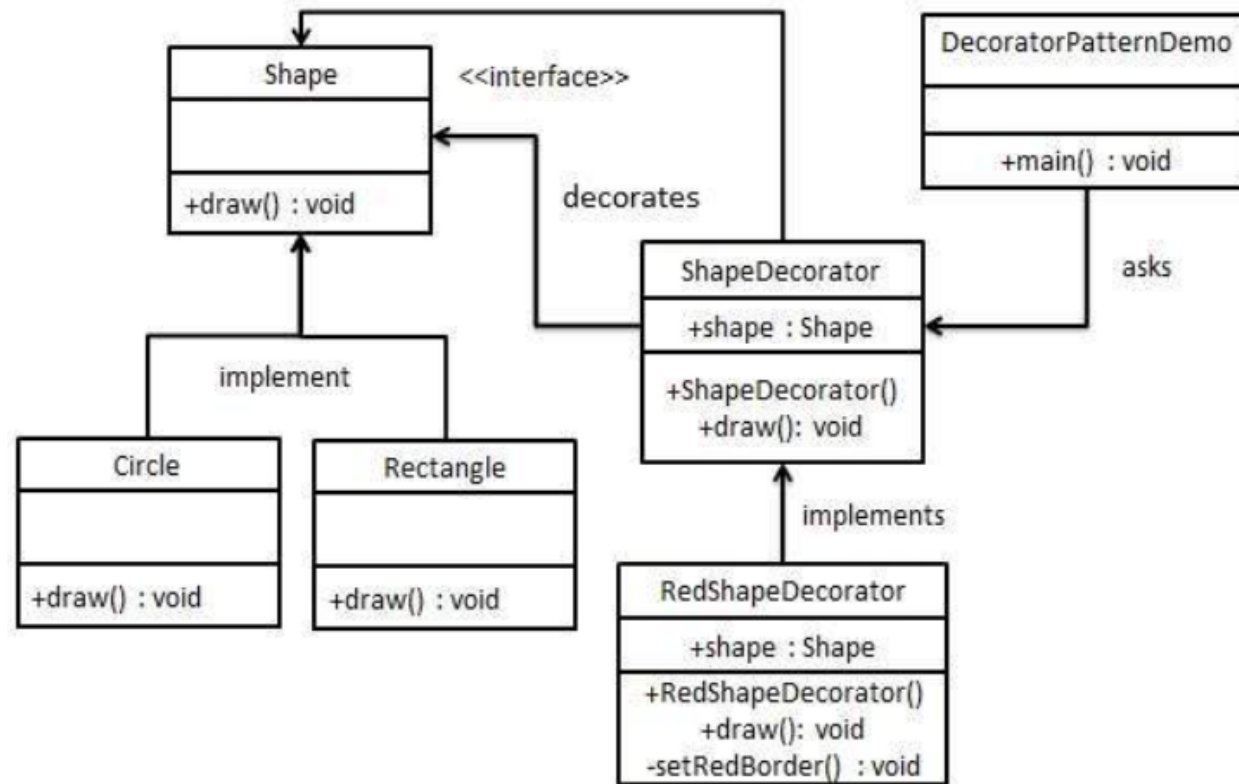 Shape
+draw() : void
<<interface>>
decorates
DecoratorPatternDemo
+main() : void
asks
ShapeDecorator
+shape : Shape
+ShapeDecorator()
+draw(): void
implement
Circle
+draw() : void
Rectangle
+draw() : void
implements
RedShapeDecorator
+shape : Shape
+RedShapeDecorator()
+draw(): void
-setRedBorder() : void